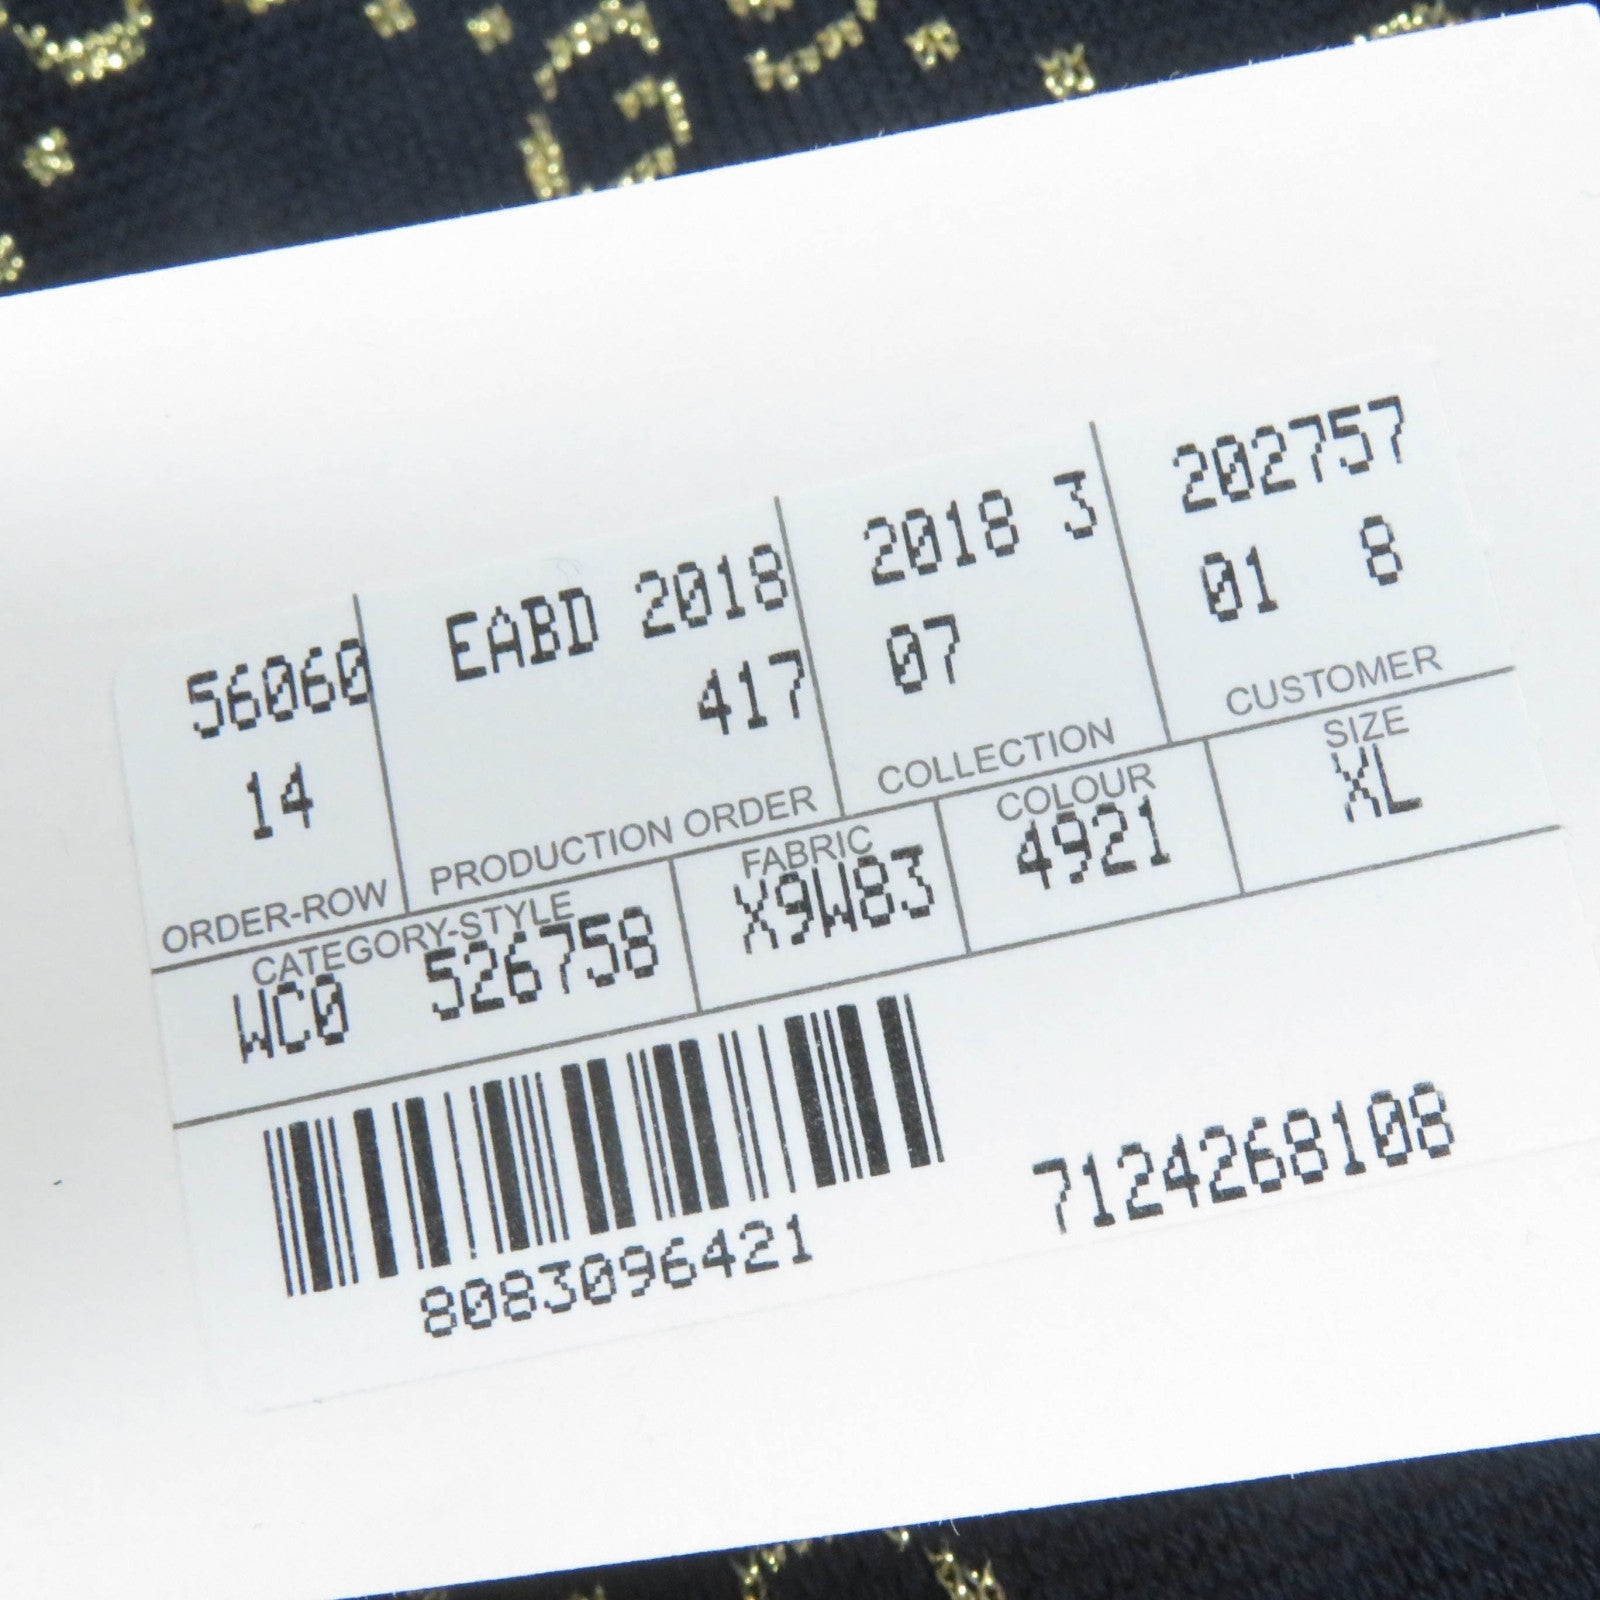 56060 EABD 2018 2018 3 202757
14 417 07 01 8
ORDER-ROW PRODUCTION ORDER COLLECTION CUSTOMER
CATEGORY-STYLE FABRIC COLOUR SIZE
WC0 526758 X9W83 4921 XL
8083096421 7124268108